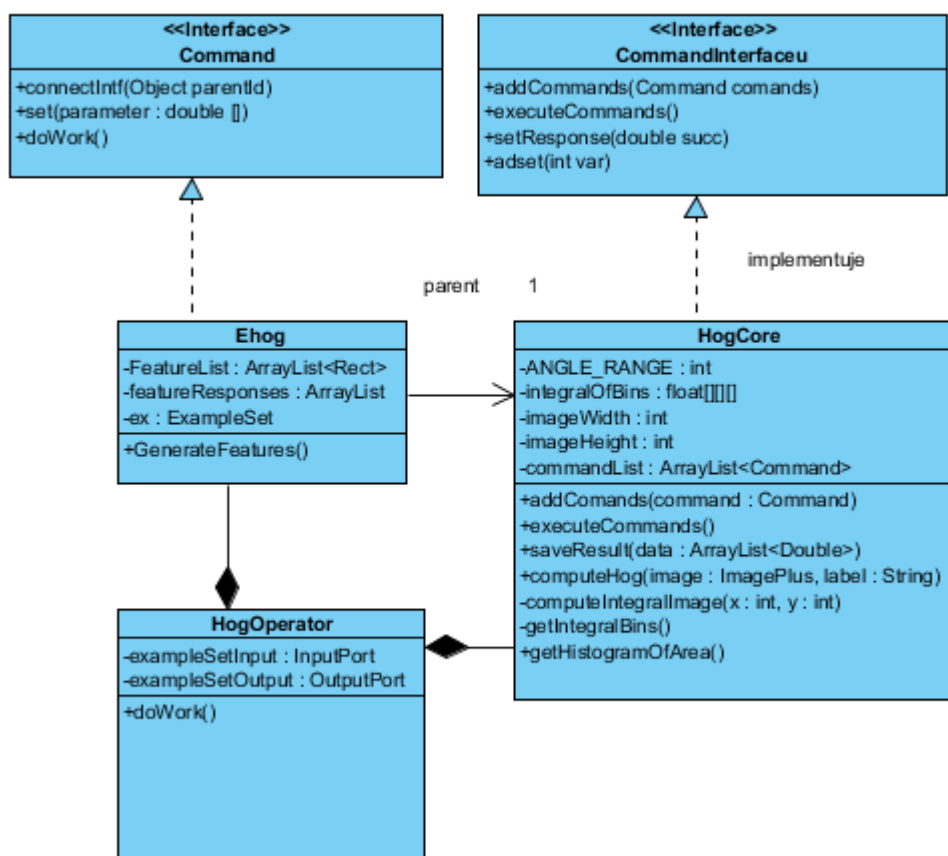 <<Interface>>
Command
+connectIntf(Object parentId)
+set(parameter : double [])
+doWork()
<<Interface>>
CommandInterfaceu
+addCommands(Command comands)
+executeCommands()
+setResponse(double succ)
+adset(int var)
implementuje
parent 1
Ehog
-FeatureList : ArrayList<Rect>
-featureResponses : ArrayList
-ex : ExampleSet
+GenerateFeatures()
HogCore
-ANGLE_RANGE : int
-integralOfBins : float[][][]
-imageWidth : int
-imageHeight : int
-commandList : ArrayList<Command>
+addComands(command : Command)
+executeCommands()
+saveResult(data : ArrayList<Double>)
+computeHog(image : ImagePlus, label : String)
-computeIntegralImage(x : int, y : int)
-getIntegralBins()
+getHistogramOfArea()
HogOperator
-exampleSetInput : InputPort
-exampleSetOutput : OutputPort
+doWork()